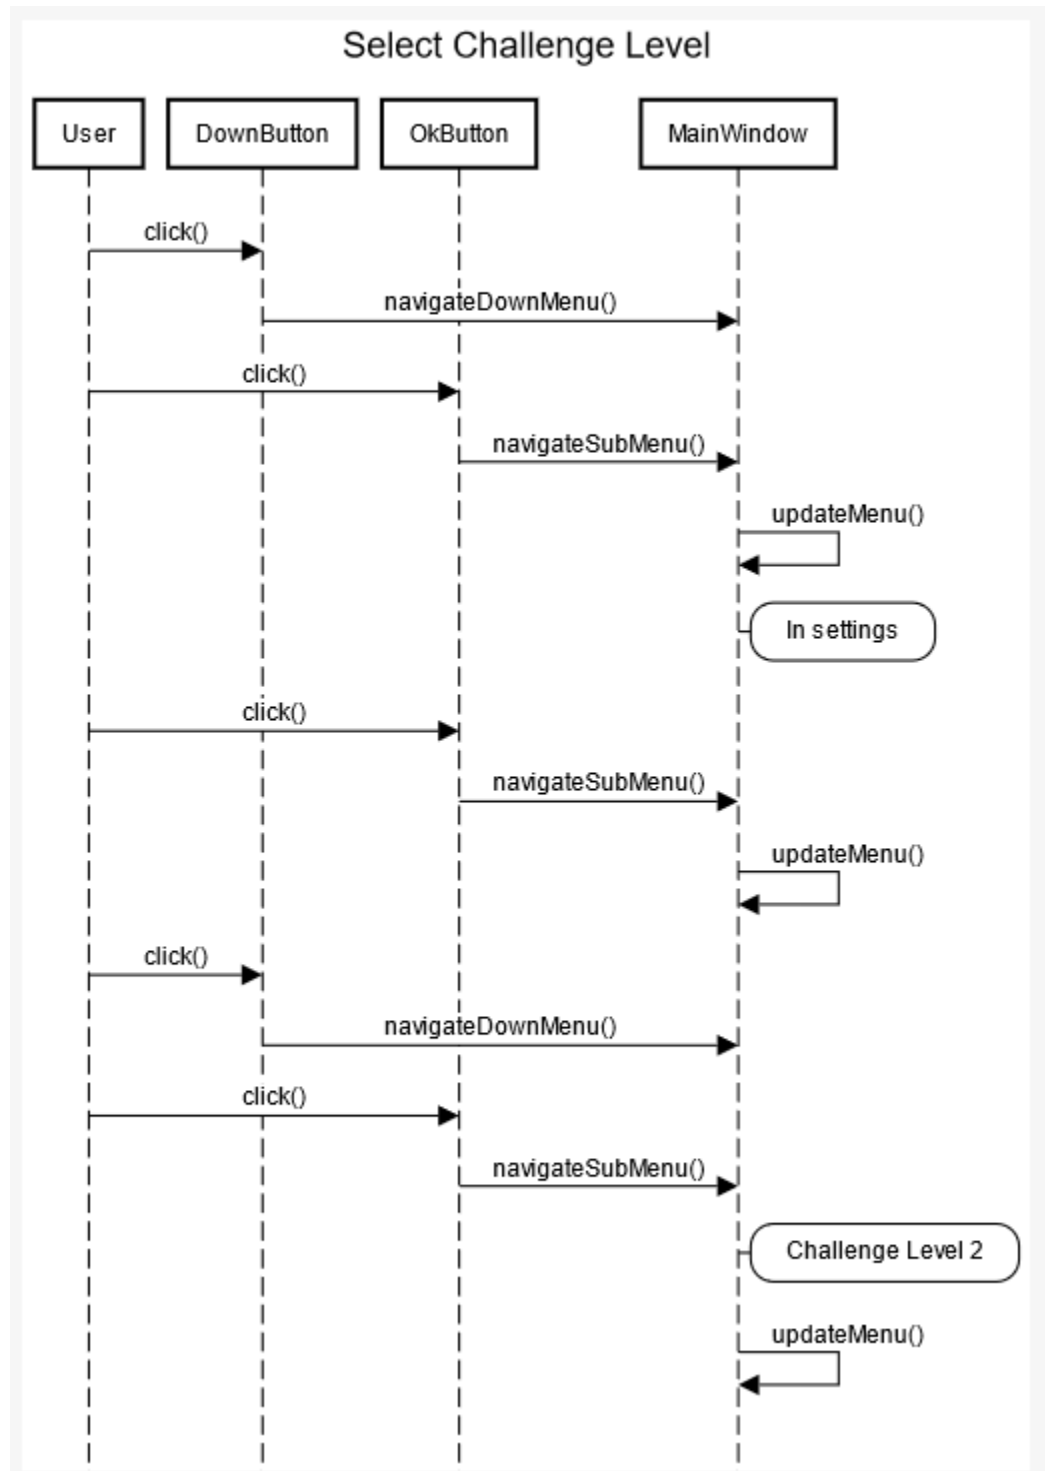 Select Challenge Level
User
DownButton
OkButton
MainWindow
click()
navigateDownMenu()
click()
navigateSubMenu()
updateMenu()
In settings
click()
navigateSubMenu()
updateMenu()
click()
navigateDownMenu()
click()
navigateSubMenu()
Challenge Level 2
updateMenu()